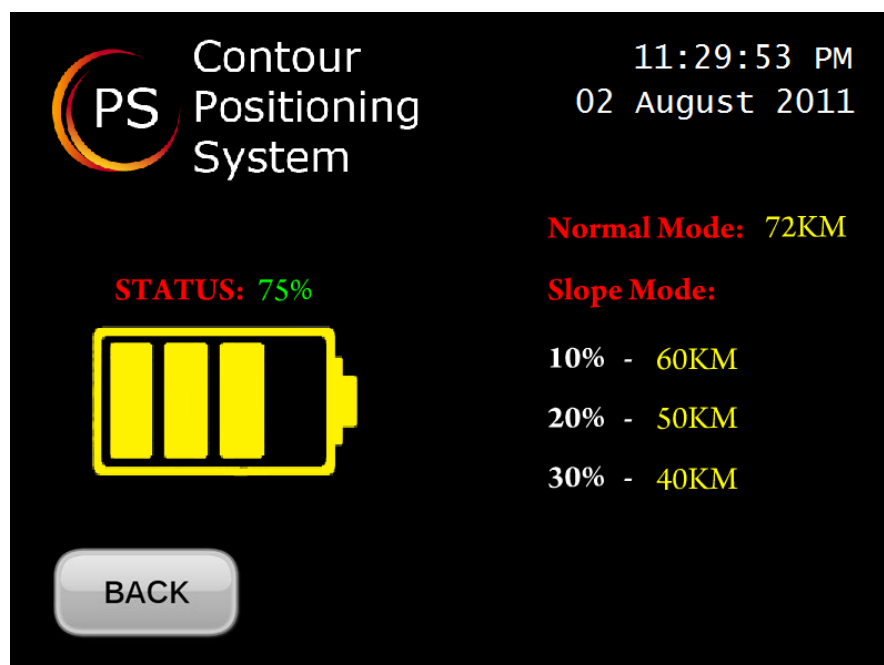 PS
Contour
Positioning
System
11:29:53 PM
02 August 2011
STATUS: 75%
Normal Mode: 72KM
Slope Mode:
10% - 60KM
20% - 50KM
30% - 40KM
BACK